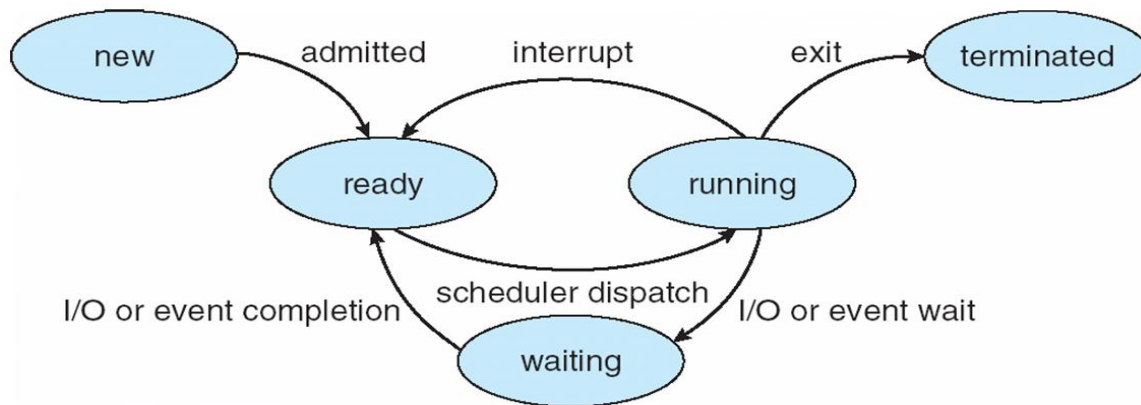 new
admitted
interrupt
exit
terminated
ready
running
I/O or event completion
scheduler dispatch
I/O or event wait
waiting